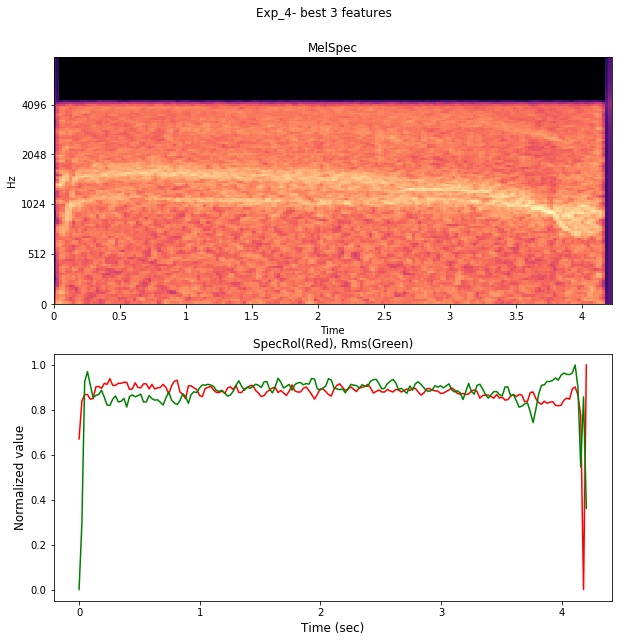 Exp_4- best 3 features
MelSpec
4096
2048
1024
512
0
Hz
0 0.5 1 1.5 2 2.5 3 3.5 4
Time
SpecRol(Red), Rms(Green)
1.0
0.8
0.6
0.4
0.2
0.0
Normalized value
0 1 2 3 4
Time (sec)